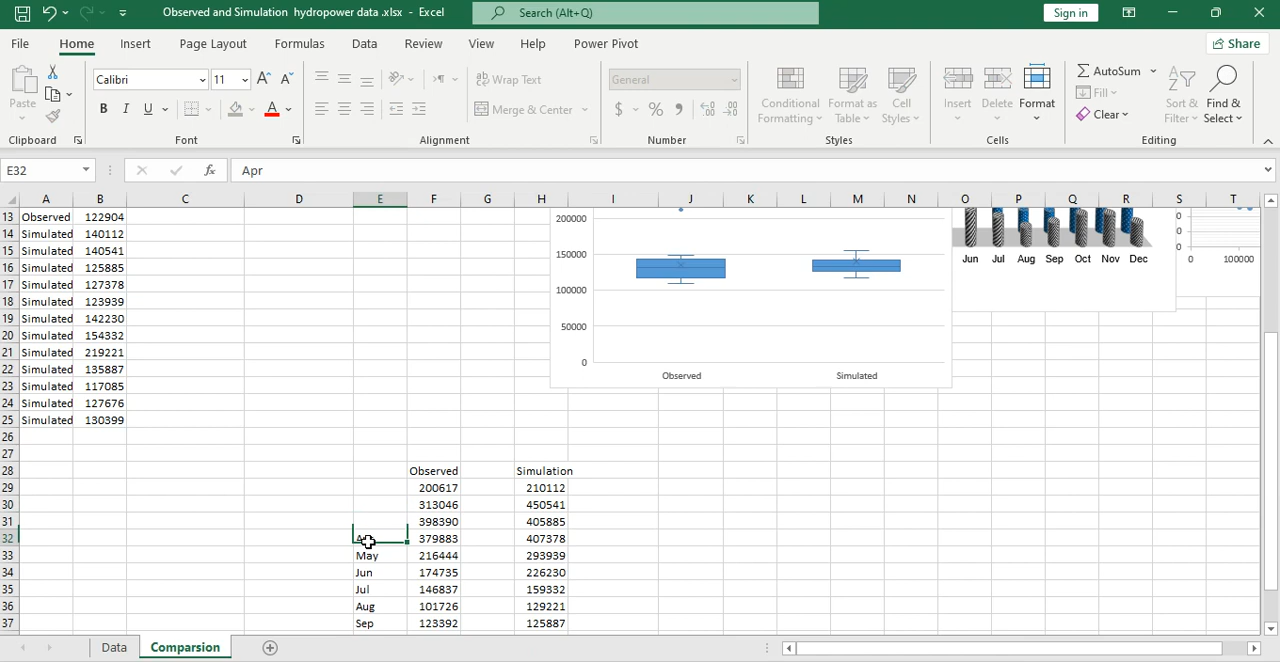 Observed and Simulation hydropower data .xlsx - Excel
Search (Alt+Q)
Sign in
File Home Insert Page Layout Formulas Data Review View Help Power Pivot
Share
Calibri 11
Wrap Text
General
AutoSum
Paste
Merge & Center
Conditional Formatting
Format as Table
Cell Styles
Insert
Delete
Format
Fill
Clear
Sort & Filter
Find & Select
Clipboard Font Alignment Number Styles Cells Editing
E32 fx Apr
A B C D E F G H I J K L M N O P Q R S T
13 Observed 122904
14 Simulated 140112
15 Simulated 140541
16 Simulated 125885
17 Simulated 127378
18 Simulated 123939
19 Simulated 142230
20 Simulated 154332
21 Simulated 219221
22 Simulated 135887
23 Simulated 117085
24 Simulated 127676
25 Simulated 130399
26
27
28 Observed Simulation
29 200617 210112
30 313046 450541
31 398390 405885
32 379883 407378
33 May 216444 293939
34 Jun 174735 226230
35 Jul 146837 159332
36 Aug 101726 129221
37 Sep 123392 125887
200000
150000
100000
50000
0
Observed Simulated
Jun Jul Aug Sep Oct Nov Dec
0 100000
Data Comparsion